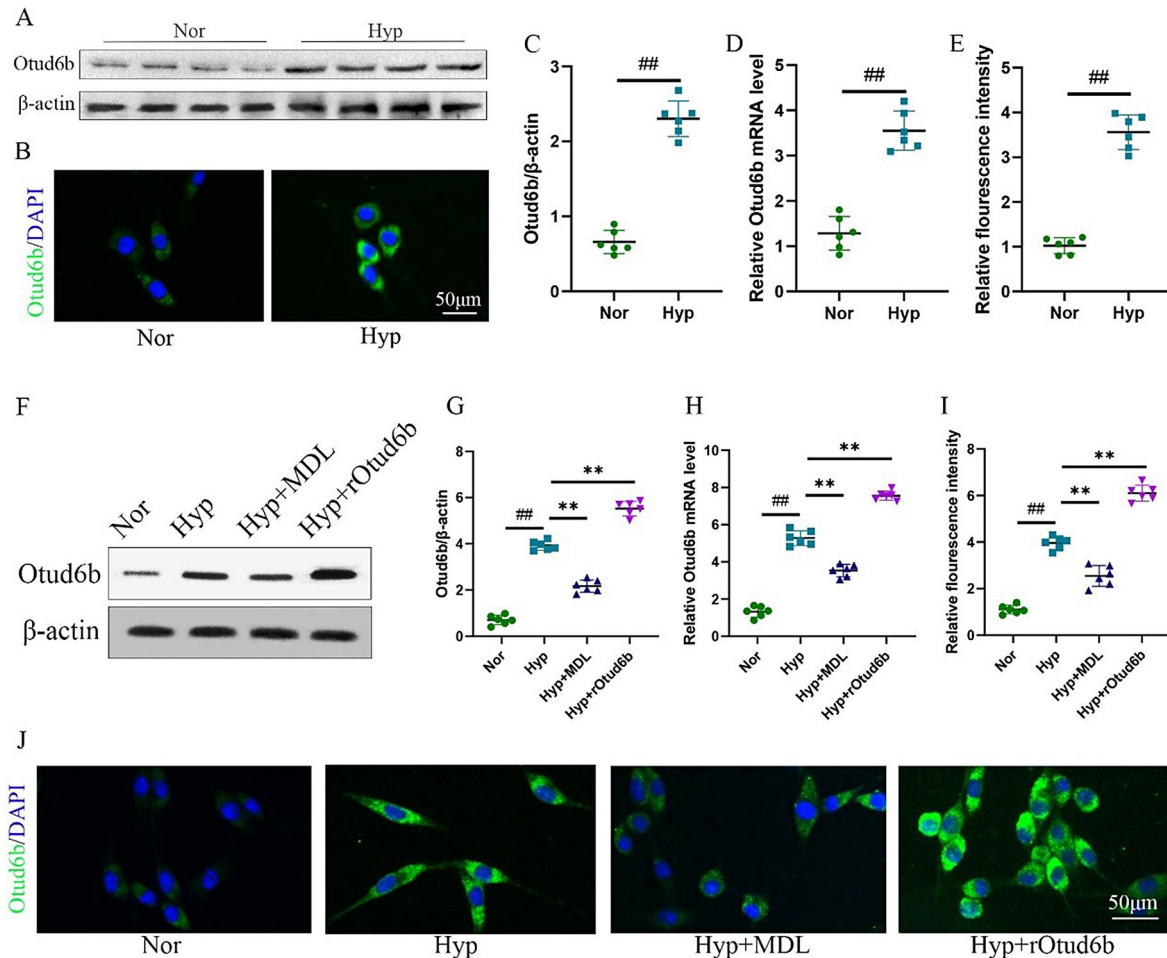 A
Nor
Hyp
Otud6b
β-actin
B
Otud6b/DAPI
50μm
Nor
Hyp
C
Otud6b/β-actin
3
2
1
0
##
Nor
Hyp
D
Relative Otud6b mRNA level
5
4
3
2
1
0
##
Nor
Hyp
E
Relative flourescence intensity
5
4
3
2
1
0
##
Nor
Hyp
F
Nor
Hyp
Hyp+MDL
Hyp+rOtud6b
Otud6b
β-actin
G
Otud6b/β-actin
8
6
4
2
0
##
**
**
Nor
Hyp
Hyp+MDL
Hyp+rOtud6b
H
Relative Otud6b mRNA level
10
8
6
4
2
0
##
**
**
Nor
Hyp
Hyp+MDL
Hyp+rOtud6b
I
Relative flourescence intensity
8
6
4
2
0
##
**
**
Nor
Hyp
Hyp+MDL
Hyp+rOtud6b
J
Otud6b/DAPI
50μm
Nor
Hyp
Hyp+MDL
Hyp+rOtud6b